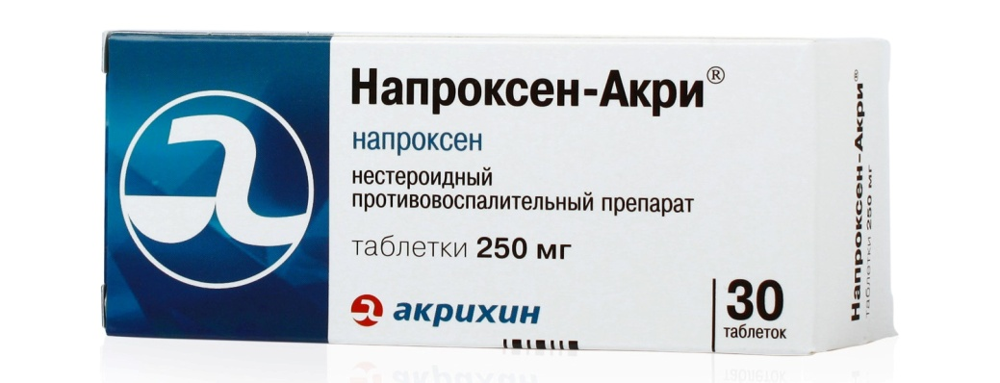 Напроксен-Акри®
напроксен
нестероидный
противовоспалительный препарат
таблетки 250 мг
акрихин
30
таблеток
Напроксен-Акри®
таблетки 250 мг